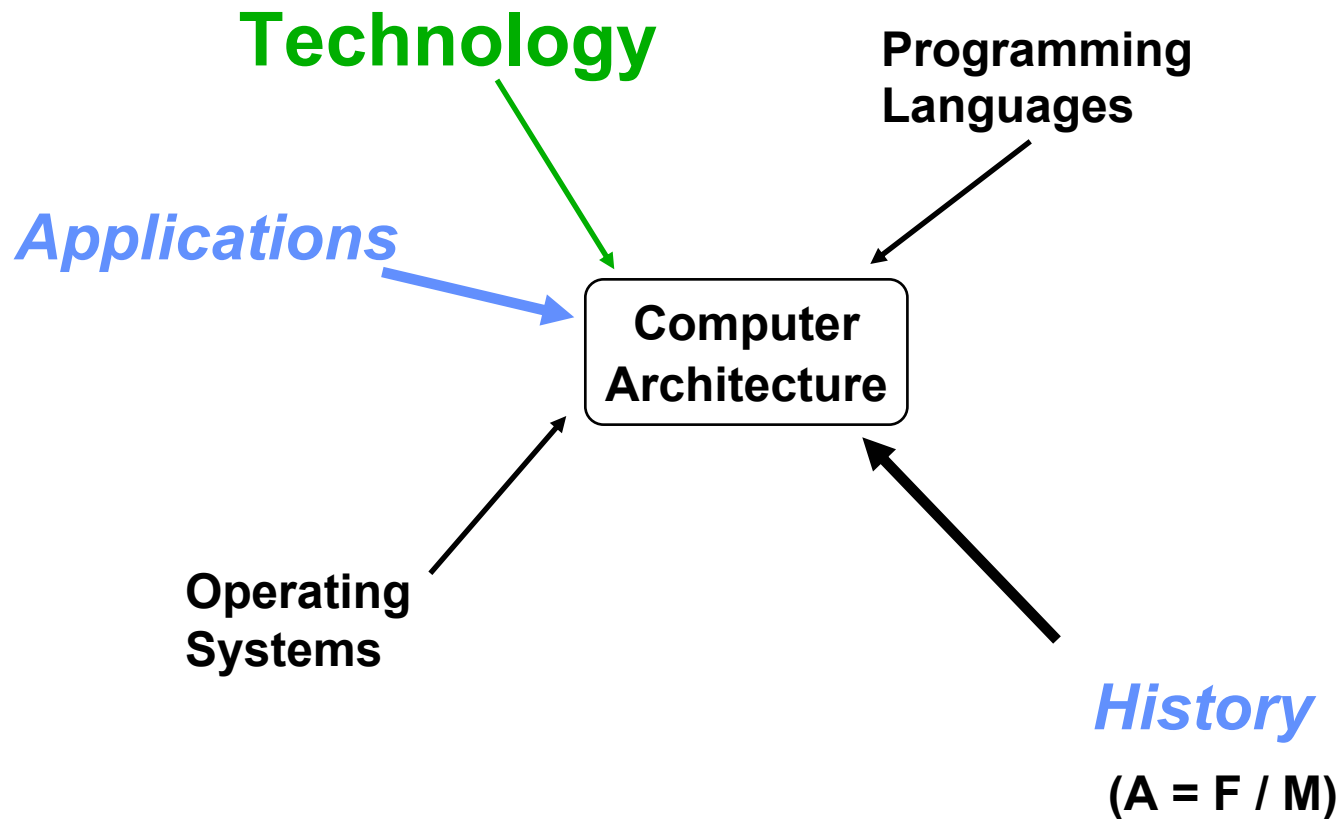 Technology
Programming
Languages
Applications
Computer
Architecture
Operating
Systems
History
(A = F / M)